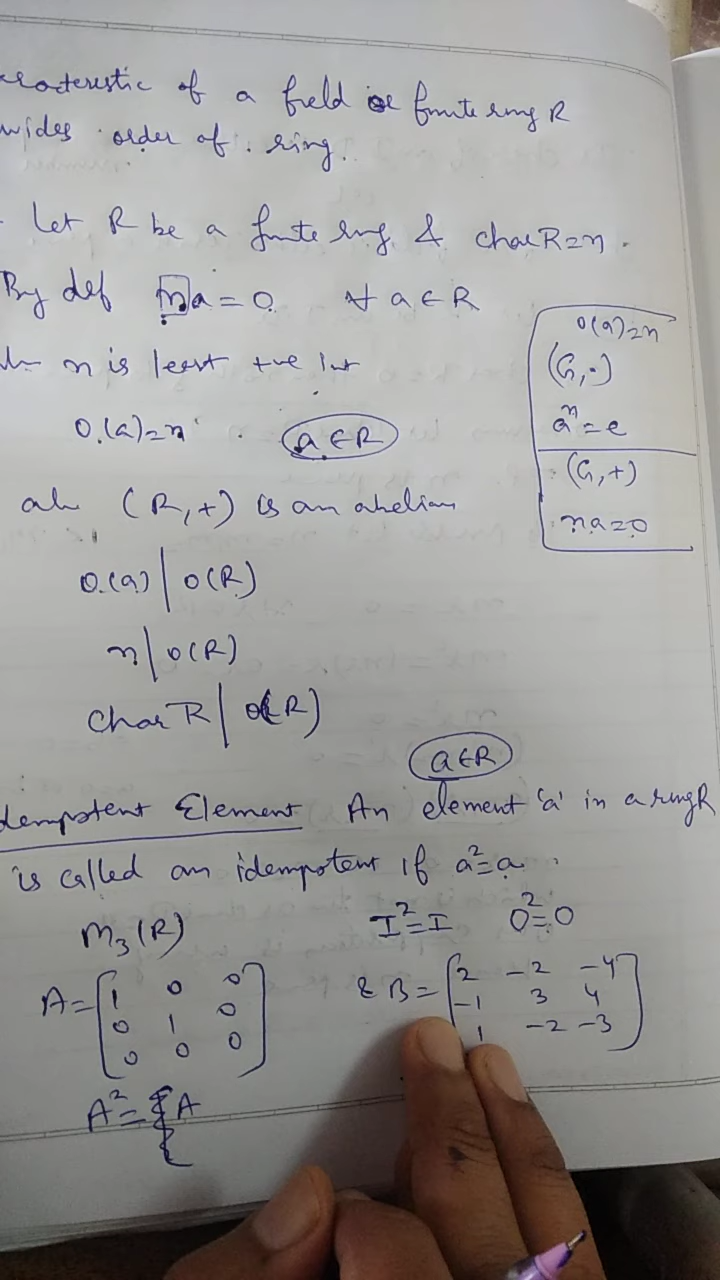 racteristic of a field or finite ring R
vides order of ring.
Let R be a finite ring & char R=n.
By def na=0 ∀ a∈R
n is least +ve Int
O(a)=n a∈R
(R,+) is an abelian
O(a) | O(R)
n | O(R)
char R | O(R)
O(a)=n
(G,·)
aⁿ=e
(G,+)
na=0
a∈R
dempotent Element An element 'a' in a ring R
is called an idempotent if a²=a.
M₃(R) I²=I 0²=0
A= [1 0 0 & B= [2 -2 -4
0 1 0 -1 3 4
0 0 0] 1 -2 -3]
A²= A